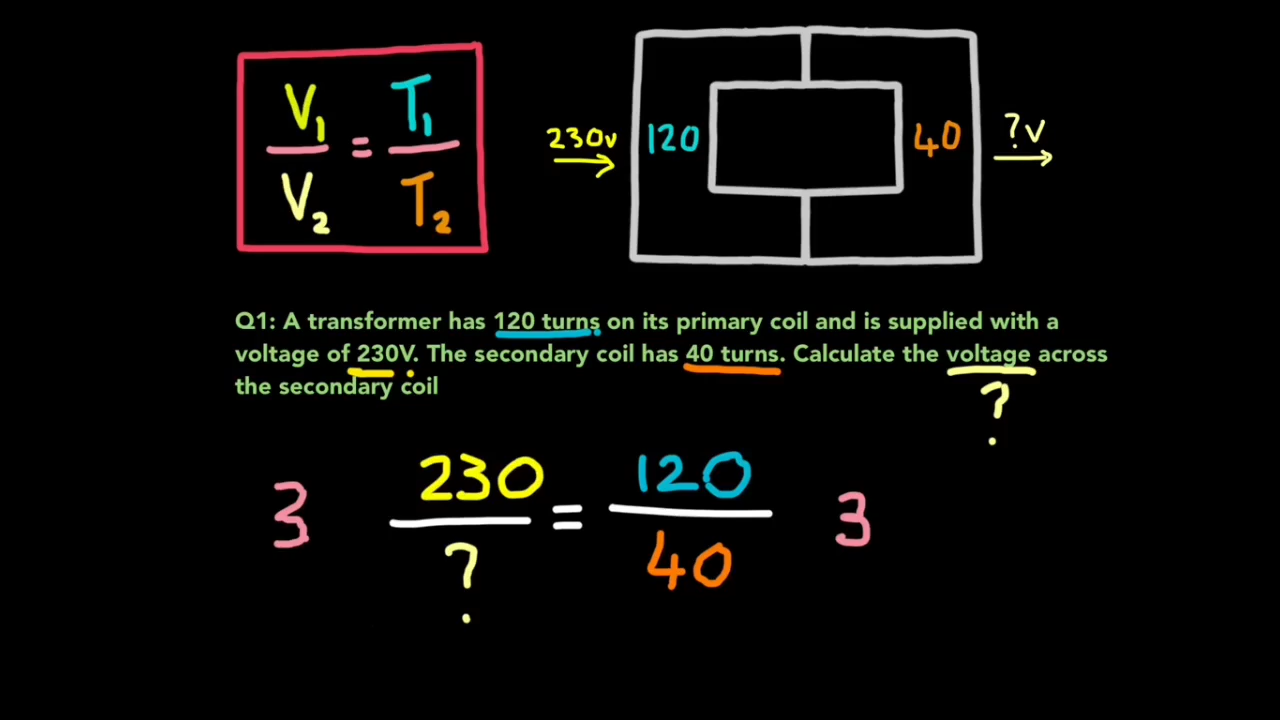 V₁ = T₁
V₂ T₂
230v 120 40 ?v
Q1: A transformer has 120 turns on its primary coil and is supplied with a
voltage of 230V. The secondary coil has 40 turns. Calculate the voltage across
the secondary coil
?
3 230 = 120 3
? 40